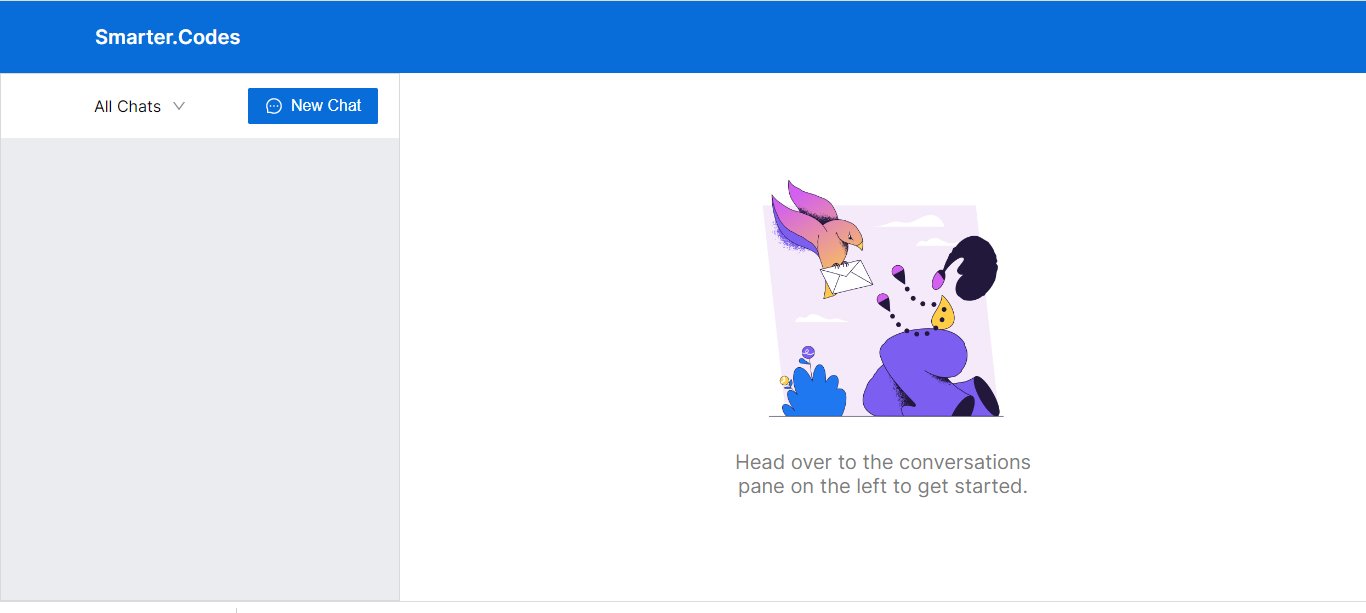 Smarter.Codes
All Chats
New Chat
Head over to the conversations
pane on the left to get started.